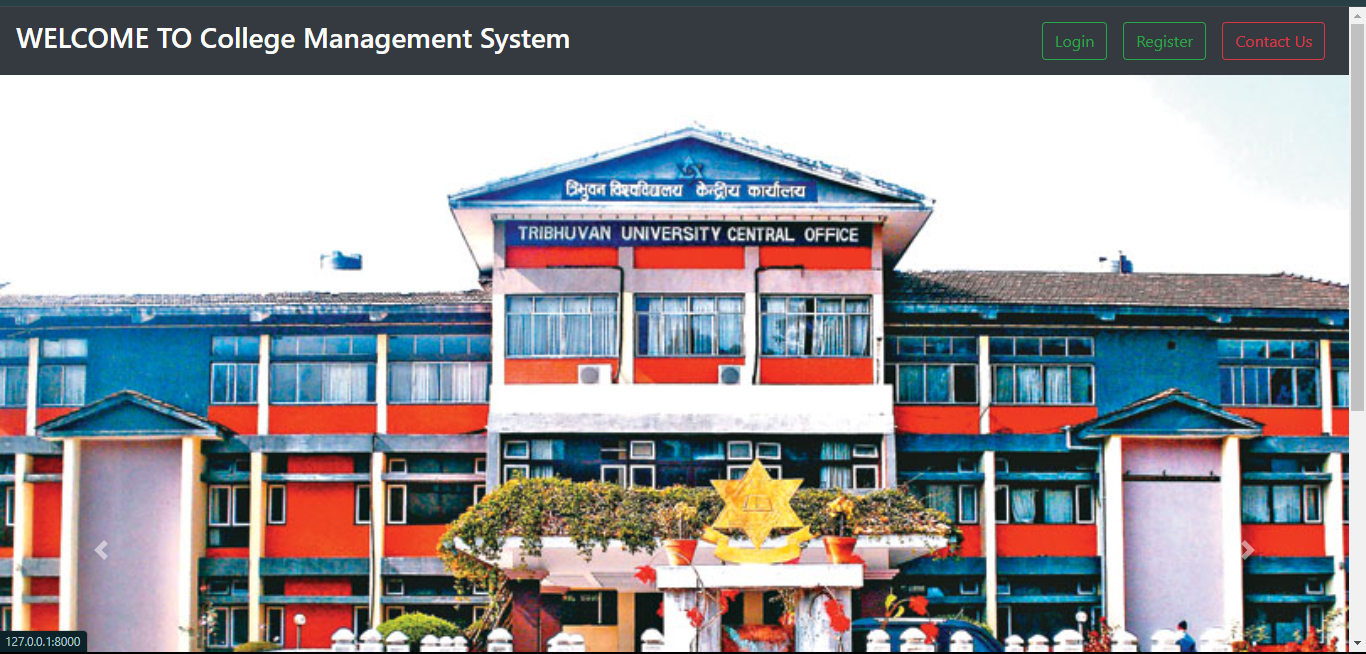 WELCOME TO College Management System
Login
Register
Contact Us
त्रिभुवन विश्वविद्यालय केन्द्रीय कार्यालय
TRIBHUVAN UNIVERSITY CENTRAL OFFICE
127.0.0.1:8000